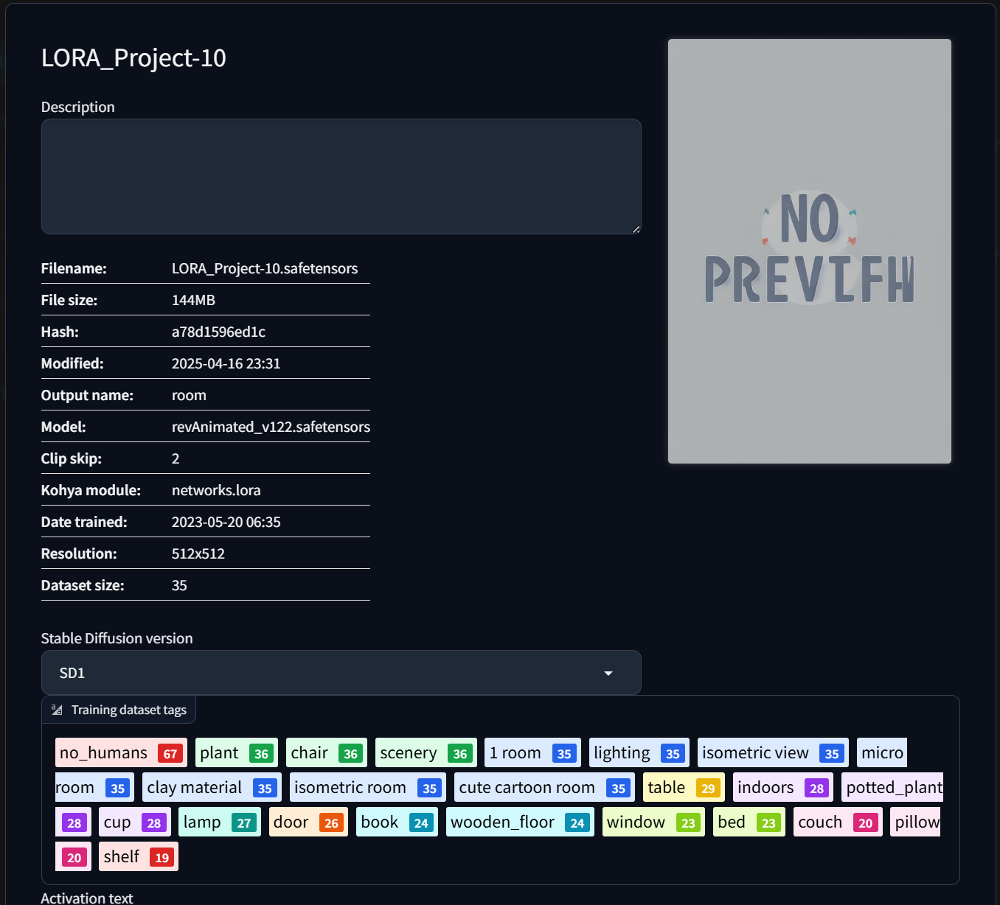 LORA_Project-10
Description
NO
PREVIEW
Filename: LORA_Project-10.safetensors
File size: 144MB
Hash: a78d1596ed1c
Modified: 2025-04-16 23:31
Output name: room
Model: revAnimated_v122.safetensors
Clip skip: 2
Kohya module: networks.lora
Date trained: 2023-05-20 06:35
Resolution: 512x512
Dataset size: 35
Stable Diffusion version
SD1
Training dataset tags
no_humans 67 plant 36 chair 36 scenery 36 1 room 35 lighting 35 isometric view 35 micro
room 35 clay material 35 isometric room 35 cute cartoon room 35 table 29 indoors 28 potted_plant
28 cup 28 lamp 27 door 26 book 24 wooden_floor 24 window 23 bed 23 couch 20 pillow
20 shelf 19
Activation text